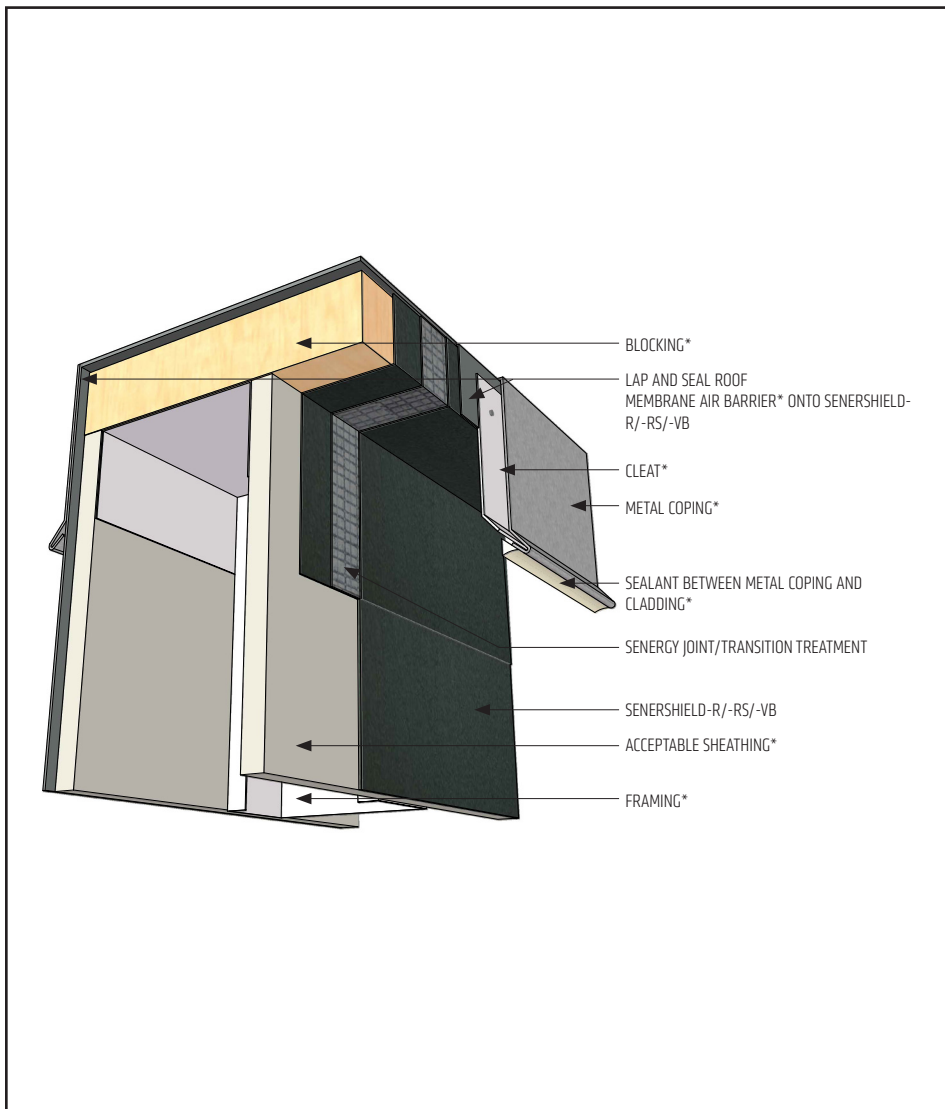 BLOCKING*
LAP AND SEAL ROOF
MEMBRANE AIR BARRIER* ONTO SENERSHIELD-
R/-RS/-VB
CLEAT*
METAL COPING*
SEALANT BETWEEN METAL COPING AND
CLADDING*
SENERGY JOINT/TRANSITION TREATMENT
SENERSHIELD-R/-RS/-VB
ACCEPTABLE SHEATHING*
FRAMING*